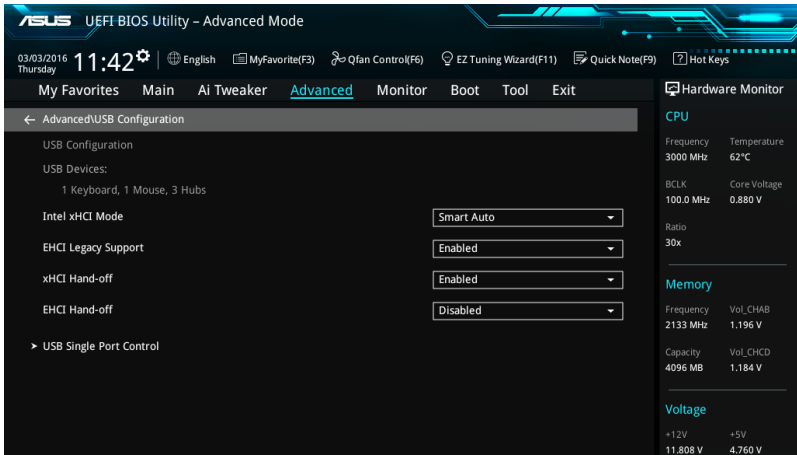 ASUS UEFI BIOS Utility – Advanced Mode
03/03/2016
Thursday
11:42
English
MyFavorite(F3)
Qfan Control(F6)
EZ Tuning Wizard(F11)
Quick Note(F9)
? Hot Keys
My Favorites Main Ai Tweaker Advanced Monitor Boot Tool Exit
Hardware Monitor
← Advanced\USB Configuration
USB Configuration
USB Devices:
1 Keyboard, 1 Mouse, 3 Hubs
Intel xHCI Mode Smart Auto
EHCI Legacy Support Enabled
xHCI Hand-off Enabled
EHCI Hand-off Disabled
➤ USB Single Port Control
CPU
Frequency Temperature
3000 MHz 62°C
BCLK Core Voltage
100.0 MHz 0.880 V
Ratio
30x
Memory
Frequency Vol_CHAB
2133 MHz 1.196 V
Capacity Vol_CHCD
4096 MB 1.184 V
Voltage
+12V +5V
11.808 V 4.760 V